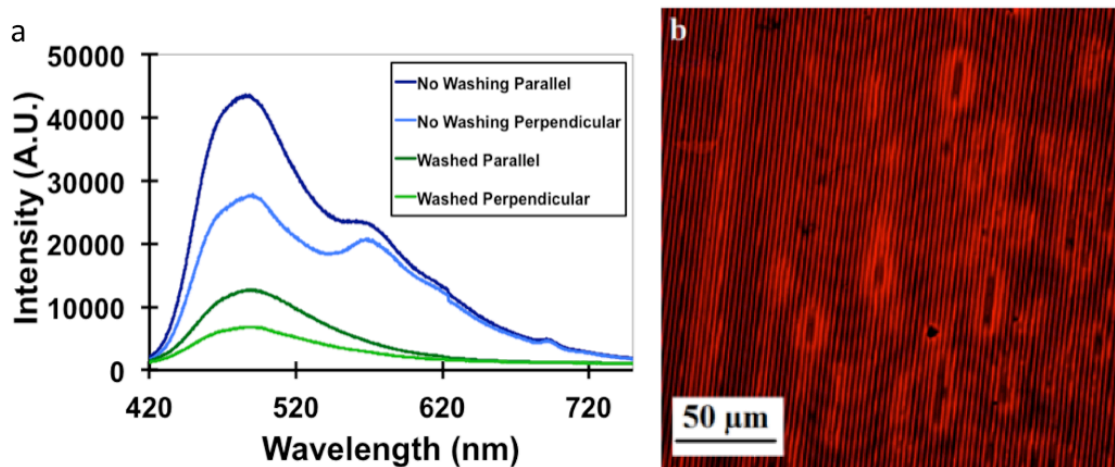 a
50000
40000
30000
20000
10000
0
Intensity (A.U.)
No Washing Parallel
No Washing Perpendicular
Washed Parallel
Washed Perpendicular
420 520 620 720
Wavelength (nm)
b
50 µm